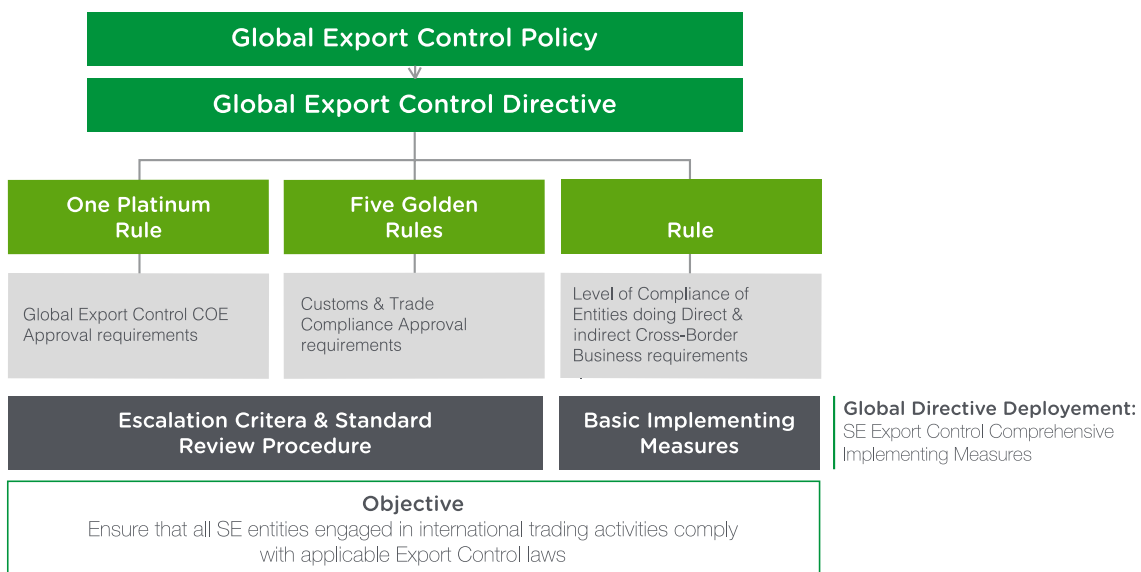 Global Export Control Policy
Global Export Control Directive
One Platinum
Rule
Five Golden
Rules
Rule
Global Export Control COE
Approval requirements
Customs & Trade
Compliance Approval
requirements
Level of Compliance of
Entities doing Direct &
indirect Cross-Border
Business requirements
Escalation Critera & Standard
Review Procedure
Basic Implementing
Measures
Global Directive Deployement:
SE Export Control Comprehensive
Implementing Measures
Objective
Ensure that all SE entities engaged in international trading activities comply
with applicable Export Control laws